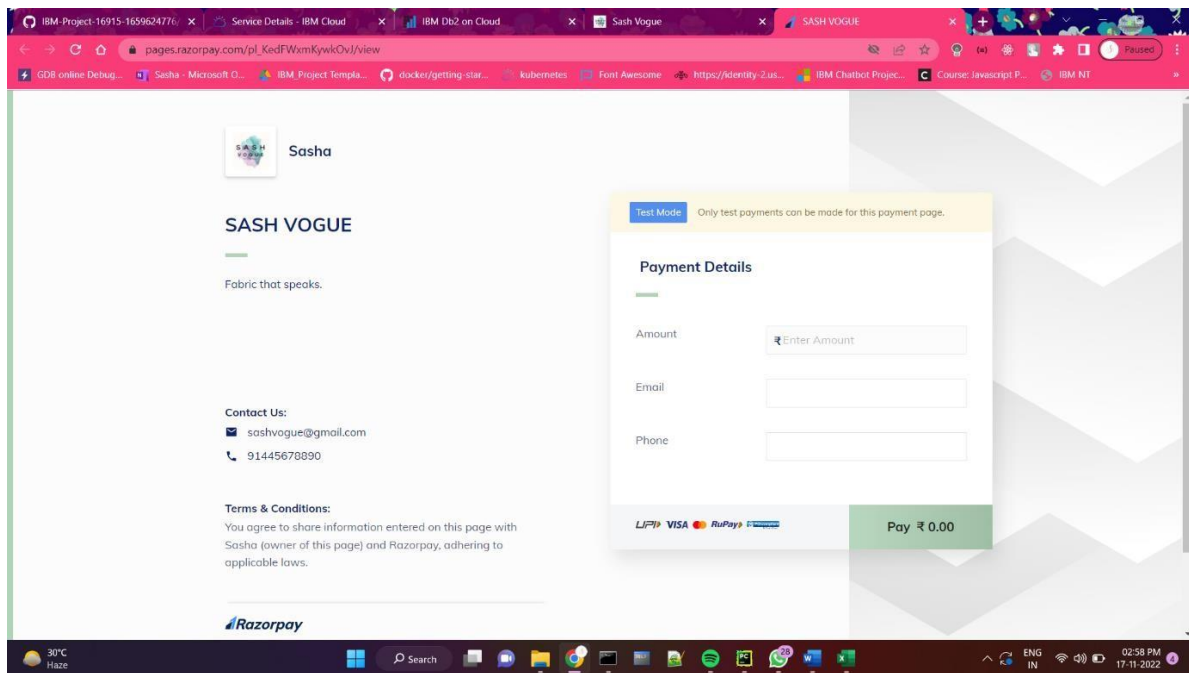 IBM-Project-16915-1659624776/
Service Details - IBM Cloud
IBM Db2 on Cloud
Sash Vogue
SASH VOGUE
pages.razorpay.com/pl_KedFWxmKywkOvJ/view
Paused
GDB online Debug...
Sasha - Microsoft O...
IBM_Project Templa...
docker/getting-star...
kubernetes
Font Awesome
https://identity-2.us...
IBM Chatbot Projec...
Course: Javascript P...
IBM NT
SASH
VOGUE
Sasha
SASH VOGUE
Fabric that speaks.
Contact Us:
sashvogue@gmail.com
91445678890
Terms & Conditions:
You agree to share information entered on this page with
Sasha (owner of this page) and Razorpay, adhering to
applicable laws.
Razorpay
Test Mode Only test payments can be made for this payment page.
Payment Details
Amount
₹ Enter Amount
Email
Phone
UPI VISA RuPay
Pay ₹ 0.00
30°C
Haze
Search
28
ENG
IN
02:58 PM
17-11-2022
4